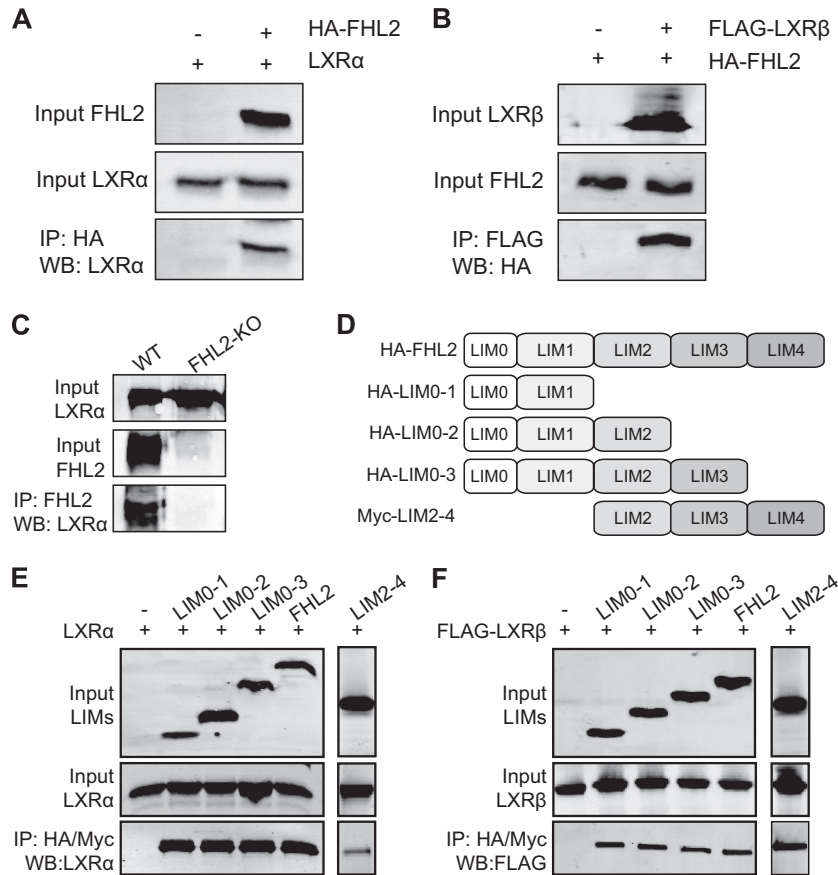 A
- + HA-FHL2
+ + LXRα
Input FHL2
Input LXRα
IP: HA
WB: LXRα
B
- + FLAG-LXRβ
+ + HA-FHL2
Input LXRβ
Input FHL2
IP: FLAG
WB: HA
C
WT FHL2-KO
Input
LXRα
Input
FHL2
IP: FHL2
WB: LXRα
D
HA-FHL2 LIM0 LIM1 LIM2 LIM3 LIM4
HA-LIM0-1 LIM0 LIM1
HA-LIM0-2 LIM0 LIM1 LIM2
HA-LIM0-3 LIM0 LIM1 LIM2 LIM3
Myc-LIM2-4 LIM2 LIM3 LIM4
E
- LIM0-1 LIM0-2 LIM0-3 FHL2 LIM2-4
LXRα + + + + + +
Input
LIMs
Input
LXRα
IP: HA/Myc
WB:LXRα
F
- LIM0-1 LIM0-2 LIM0-3 FHL2 LIM2-4
FLAG-LXRβ + + + + + +
Input
LIMs
Input
LXRβ
IP: HA/Myc
WB:FLAG